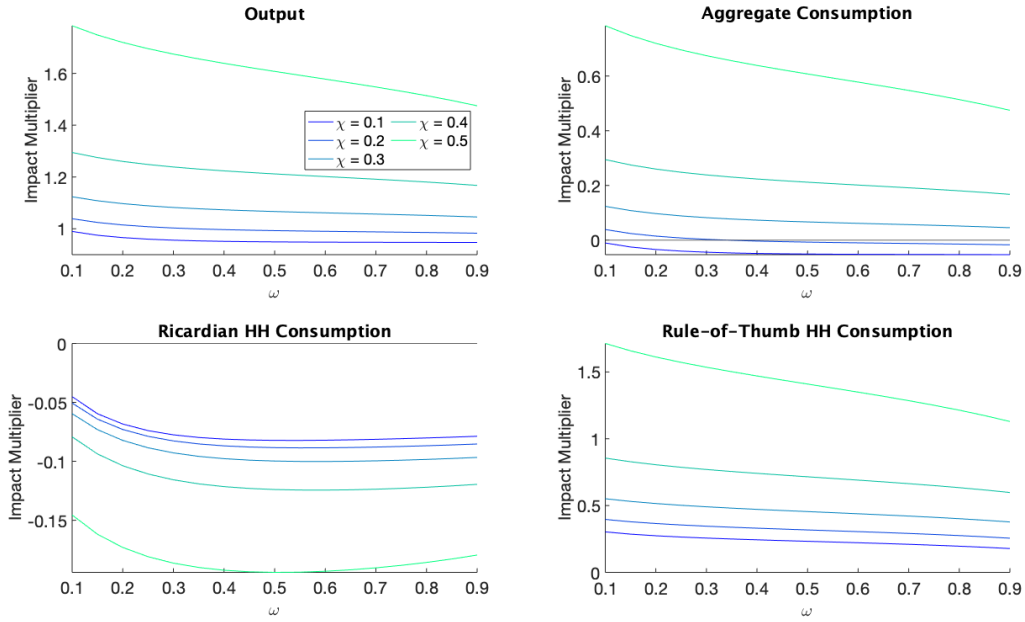 Output
Impact Multiplier
1.6
1.4
1.2
1
χ = 0.1
χ = 0.2
χ = 0.3
χ = 0.4
χ = 0.5
0.1 0.2 0.3 0.4 0.5 0.6 0.7 0.8 0.9
ω
Aggregate Consumption
Impact Multiplier
0.6
0.4
0.2
0
0.1 0.2 0.3 0.4 0.5 0.6 0.7 0.8 0.9
ω
Ricardian HH Consumption
Impact Multiplier
0
-0.05
-0.1
-0.15
0.1 0.2 0.3 0.4 0.5 0.6 0.7 0.8 0.9
ω
Rule-of-Thumb HH Consumption
Impact Multiplier
1.5
1
0.5
0
0.1 0.2 0.3 0.4 0.5 0.6 0.7 0.8 0.9
ω